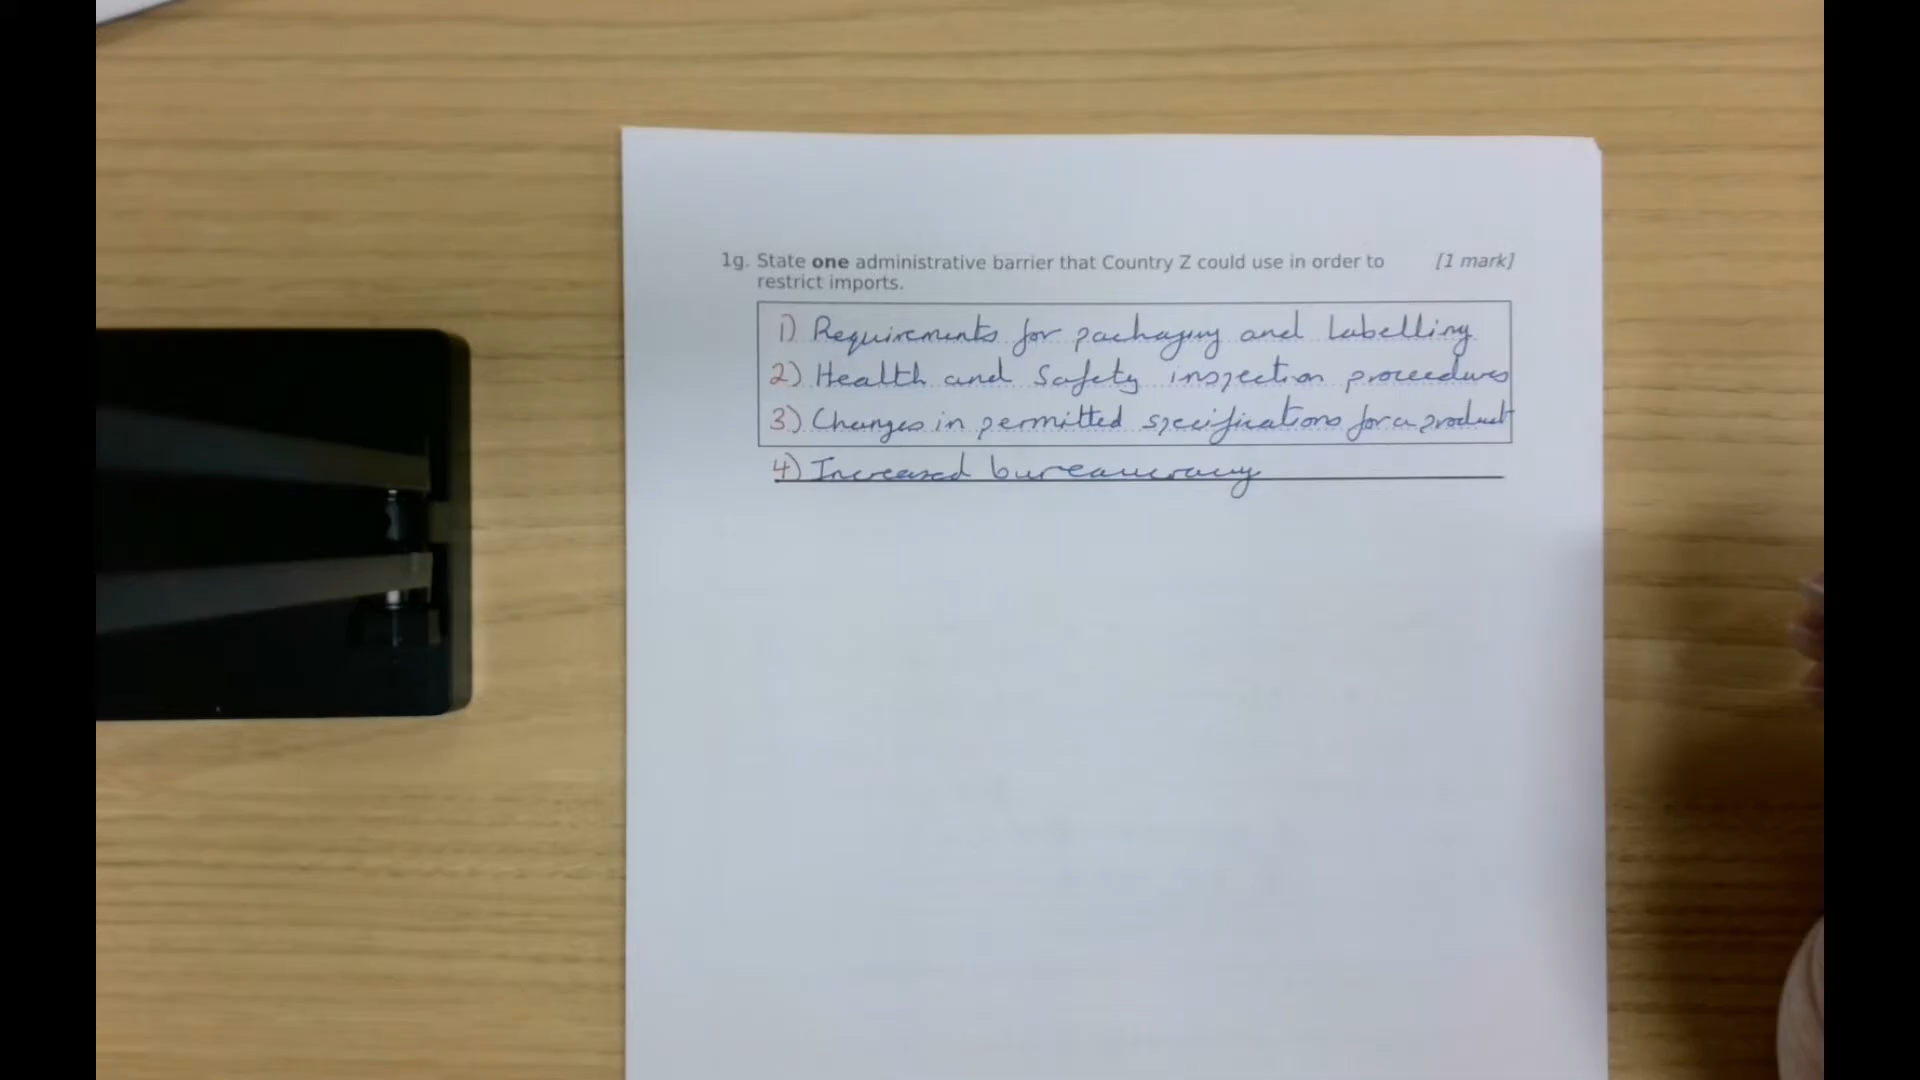 1g. State one administrative barrier that Country Z could use in order to [1 mark]
restrict imports.
1) Requirements for packaging and labelling
2) Health and Safety inspection procedures
3) Changes in permitted specifications for a product
4) Increased bureaucracy